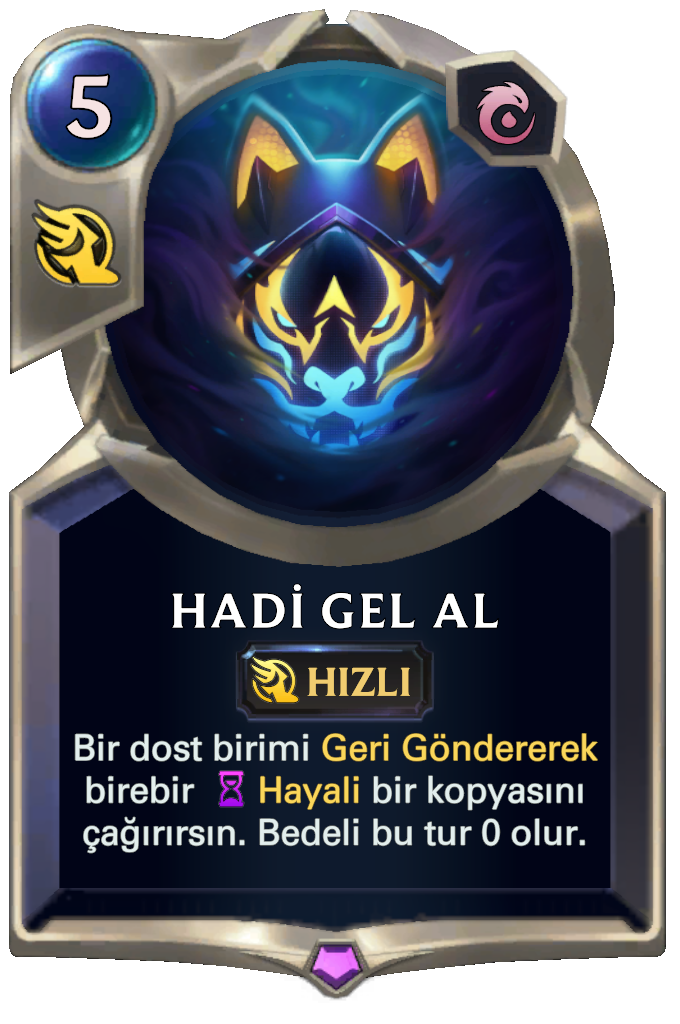 5
HADİ GEL AL
HIZLI
Bir dost birimi Geri Göndererek
birebir Hayali bir kopyasını
çağırırsın. Bedeli bu tur 0 olur.